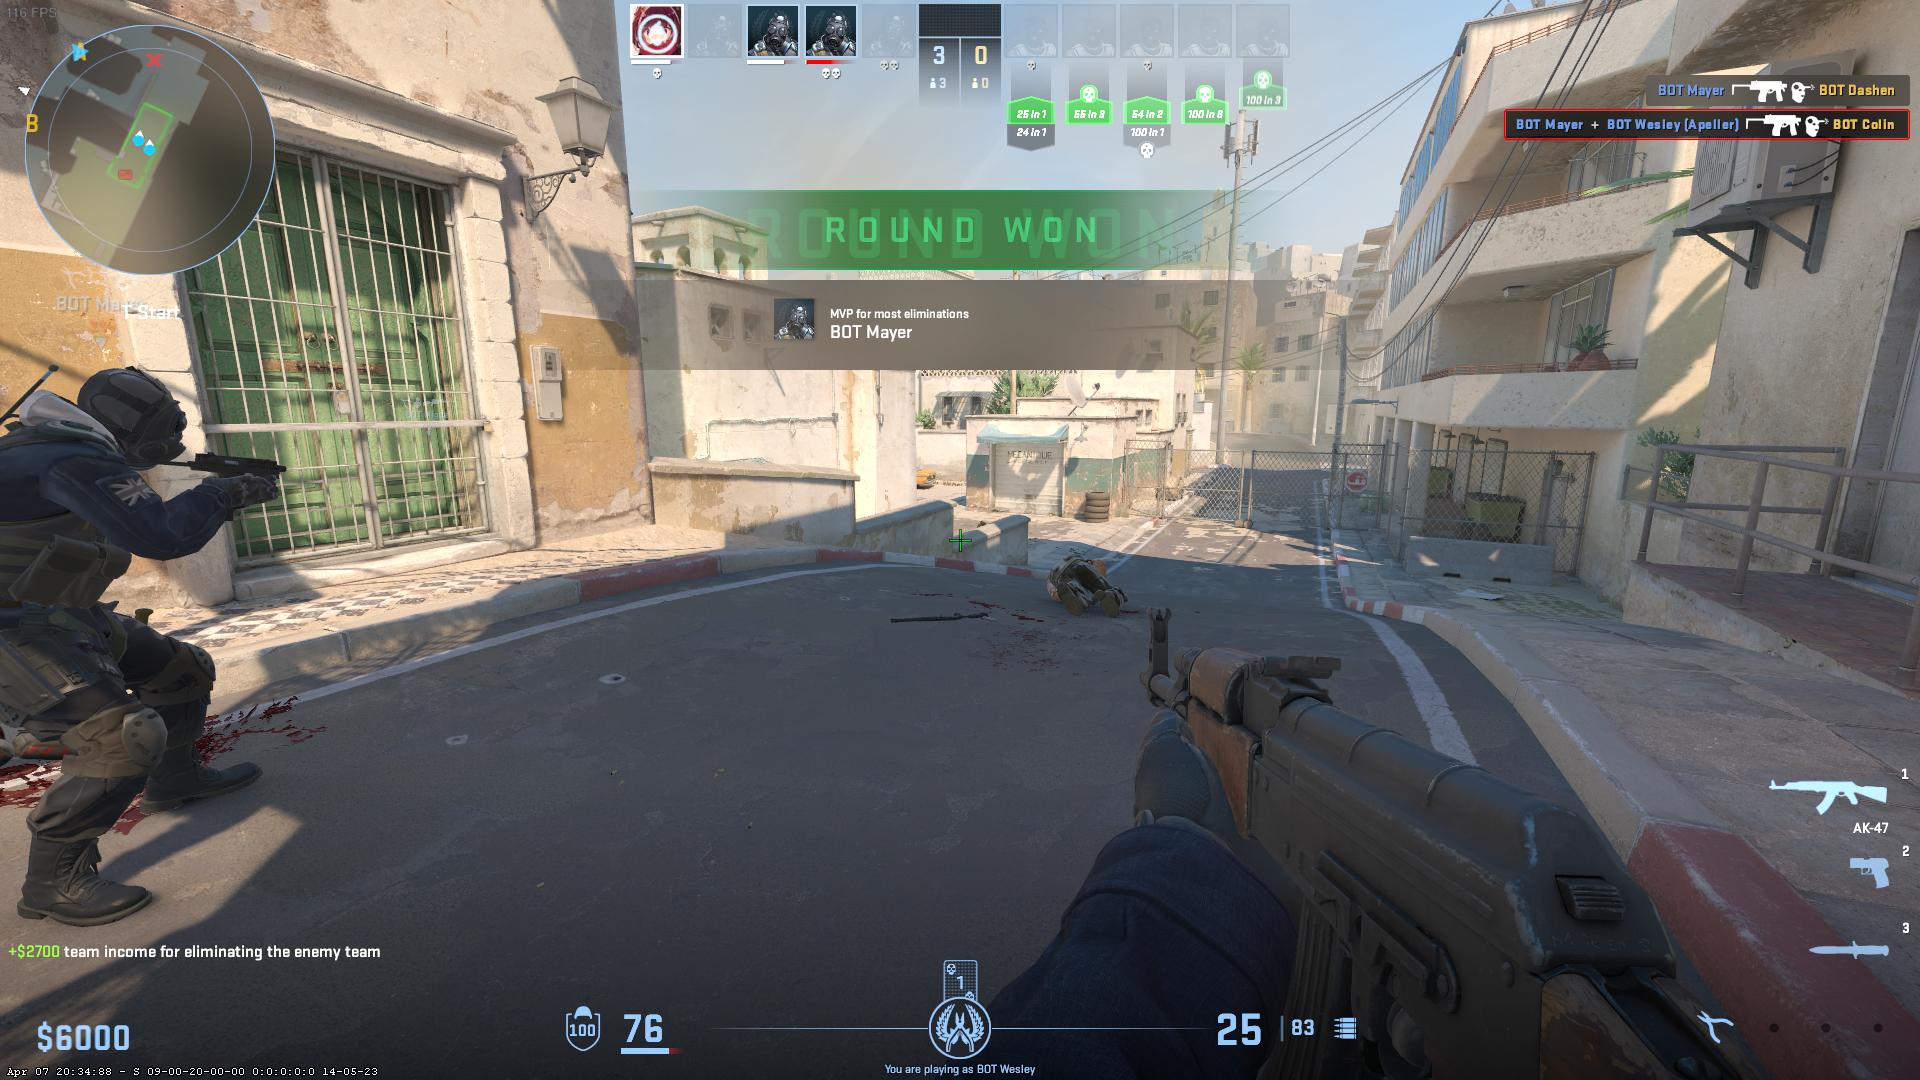 116 FPS
3
0
3
0
25 in 1
24 in 1
55 in 3
54 in 2
100 in 1
100 in 8
100 in 3
BOT Mayer BOT Dashen
BOT Mayer + BOT Wesley (Apeller) BOT Colin
B
ROUND WON
MVP for most eliminations
BOT Mayer
T Start
MECANIQUE
1
AK-47
2
3
+$2700 team income for eliminating the enemy team
$6000
100
76
1
25
83
You are playing as BOT Wesley
Apr 07 20:34:88 - S 09-00-20-00-00 0:0:0:0:0 14-05-23